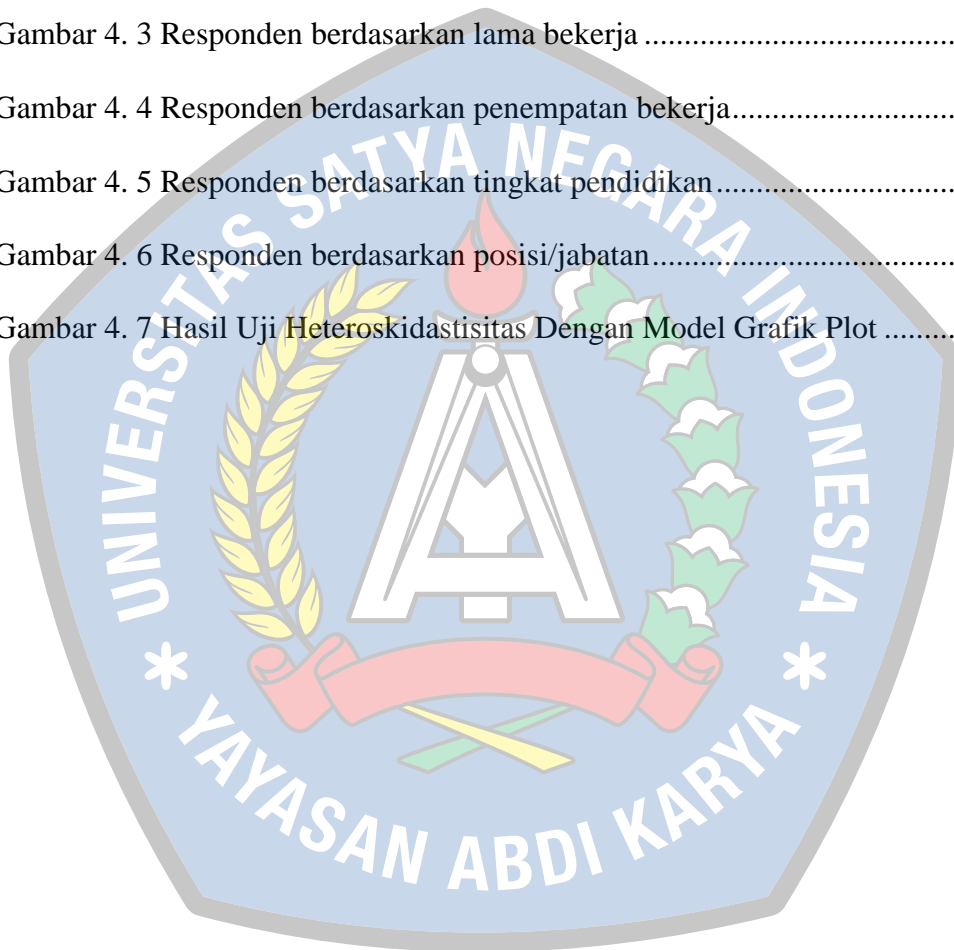 Gambar 4. 3 Responden berdasarkan lama bekerja ...................................
Gambar 4. 4 Responden berdasarkan penempatan bekerja.........................
Gambar 4. 5 Responden berdasarkan tingkat pendidikan ...........................
Gambar 4. 6 Responden berdasarkan posisi/jabatan..................................
Gambar 4. 7 Hasil Uji Heteroskidastisitas Dengan Model Grafik Plot .........
UNIVERSITAS SATYA NEGARA INDONESIA
* YAYASAN ABDI KARYA *